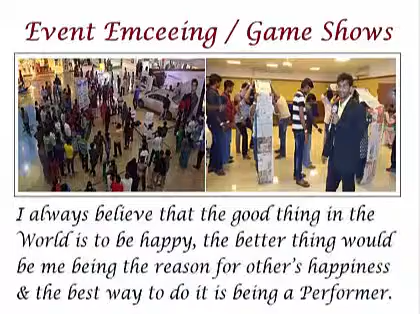 Event Emceeing / Game Shows
I always believe that the good thing in the
World is to be happy, the better thing would
be me being the reason for other's happiness
& the best way to do it is being a Performer.